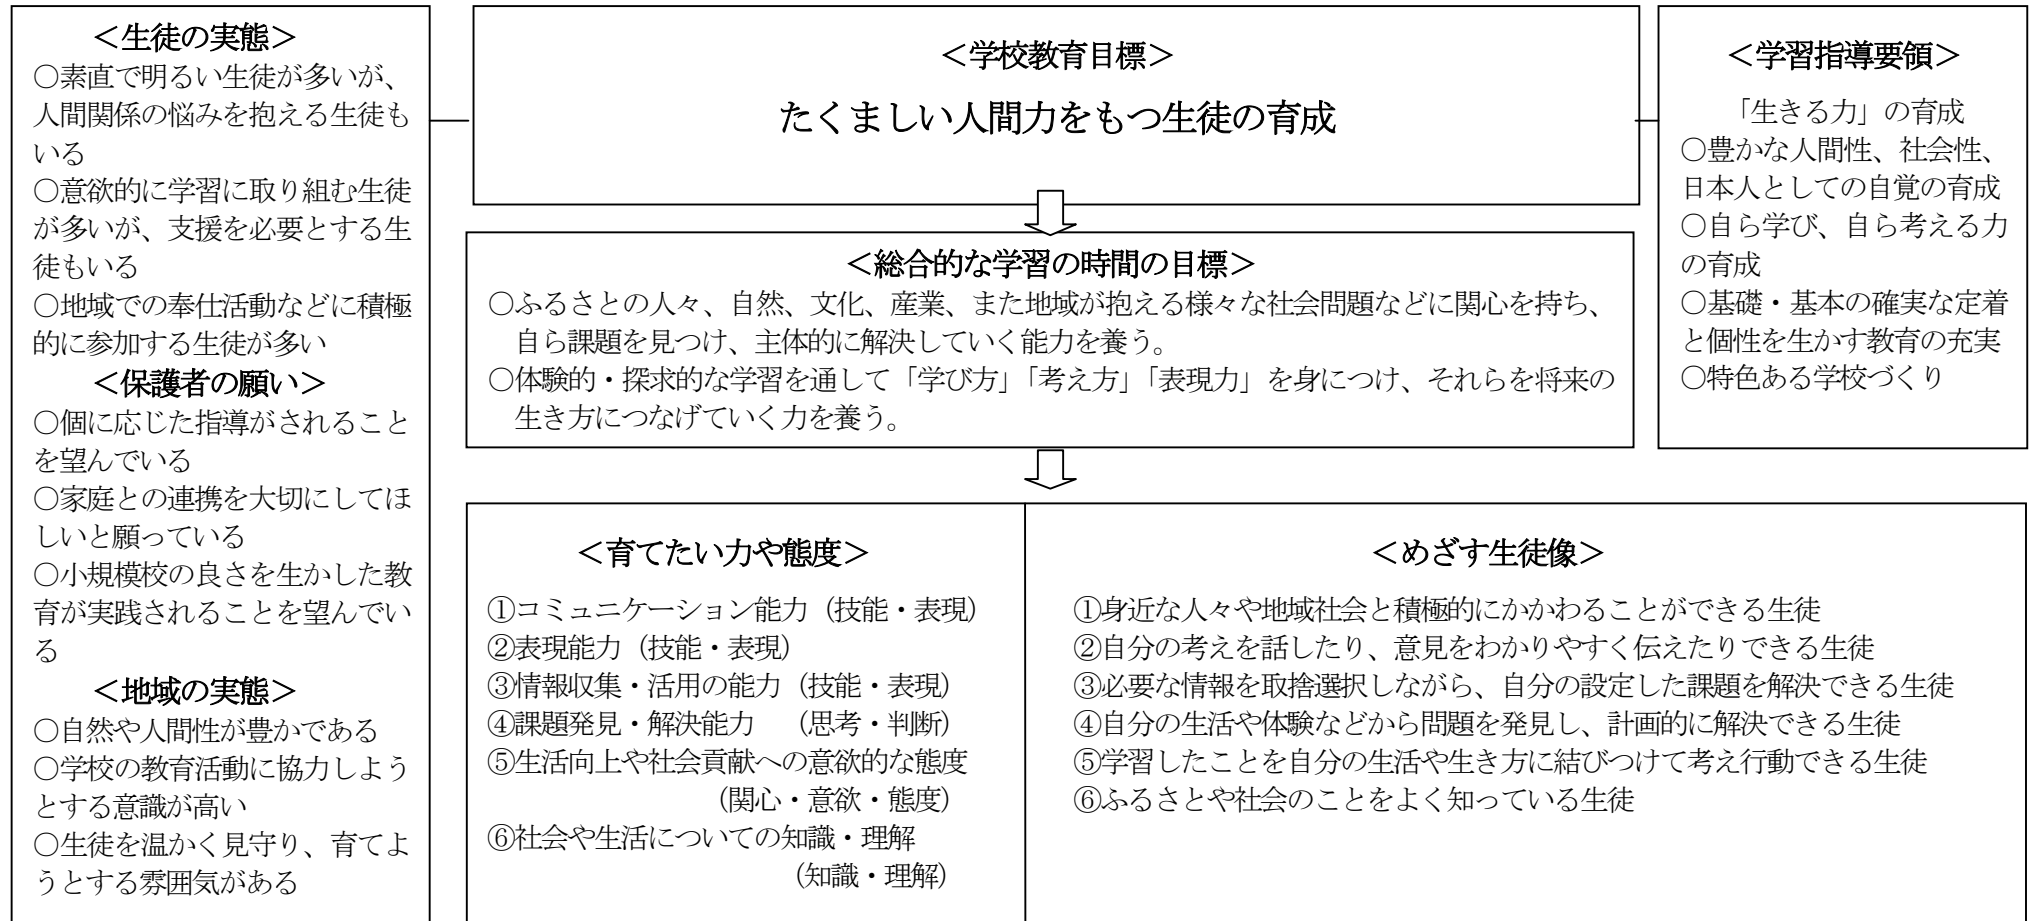 ＜生徒の実態＞
○素直で明るい生徒が多いが、
人間関係の悩みを抱える生徒も
いる
○意欲的に学習に取り組む生徒
が多いが、支援を必要とする生
徒もいる
○地域での奉仕活動などに積極
的に参加する生徒が多い
＜保護者の願い＞
○個に応じた指導がされること
を望んでいる
○家庭との連携を大切にしてほ
しいと願っている
○小規模校の良さを生かした教
育が実践されることを望んでい
る
＜地域の実態＞
○自然や人間性が豊かである
○学校の教育活動に協力しよう
とする意識が高い
○生徒を温かく見守り、育てよ
うとする雰囲気がある
＜学校教育目標＞
たくましい人間力をもつ生徒の育成
＜学習指導要領＞
「生きる力」の育成
○豊かな人間性、社会性、
日本人としての自覚の育成
○自ら学び、自ら考える力
の育成
○基礎・基本の確実な定着
と個性を生かす教育の充実
○特色ある学校づくり
＜総合的な学習の時間の目標＞
○ふるさとの人々、自然、文化、産業、また地域が抱える様々な社会問題などに関心を持ち、
自ら課題を見つけ、主体的に解決していく能力を養う。
○体験的・探求的な学習を通して「学び方」「考え方」「表現力」を身につけ、それらを将来の
生き方につなげていく力を養う。
＜育てたい力や態度＞
①コミュニケーション能力（技能・表現）
②表現能力（技能・表現）
③情報収集・活用の能力（技能・表現）
④課題発見・解決能力　（思考・判断）
⑤生活向上や社会貢献への意欲的な態度
（関心・意欲・態度）
⑥社会や生活についての知識・理解
（知識・理解）
＜めざす生徒像＞
①身近な人々や地域社会と積極的にかかわることができる生徒
②自分の考えを話したり、意見をわかりやすく伝えたりできる生徒
③必要な情報を取捨選択しながら、自分の設定した課題を解決できる生徒
④自分の生活や体験などから問題を発見し、計画的に解決できる生徒
⑤学習したことを自分の生活や生き方に結びつけて考え行動できる生徒
⑥ふるさとや社会のことをよく知っている生徒